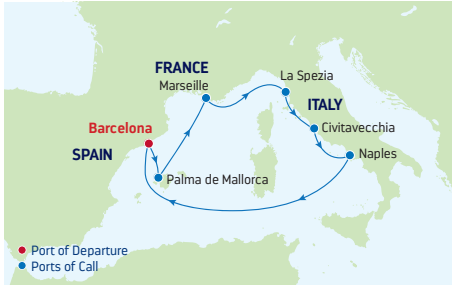 FRANCE
Marseille
La Spezia
ITALY
Civitavecchia
Barcelona
Naples
SPAIN
Palma de Mallorca
Port of Departure
Ports of Call